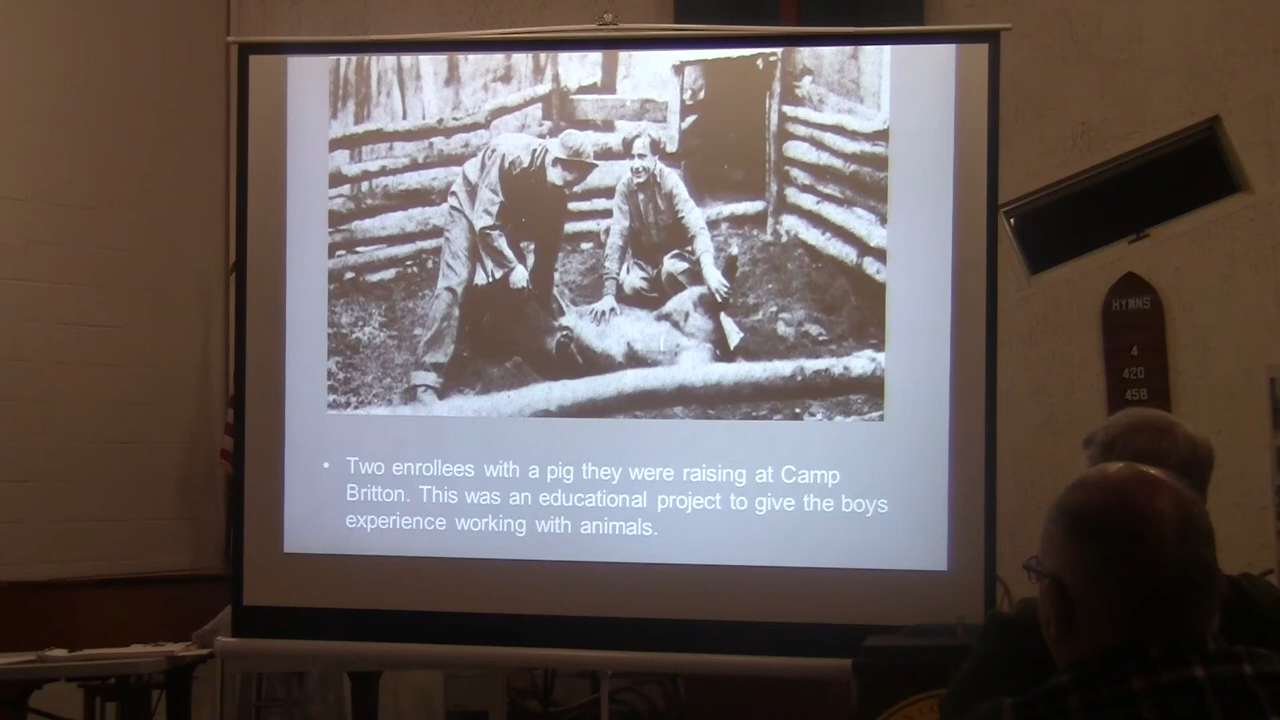 • Two enrollees with a pig they were raising at Camp
Britton. This was an educational project to give the boys
experience working with animals.
HYMNS
4
420
458